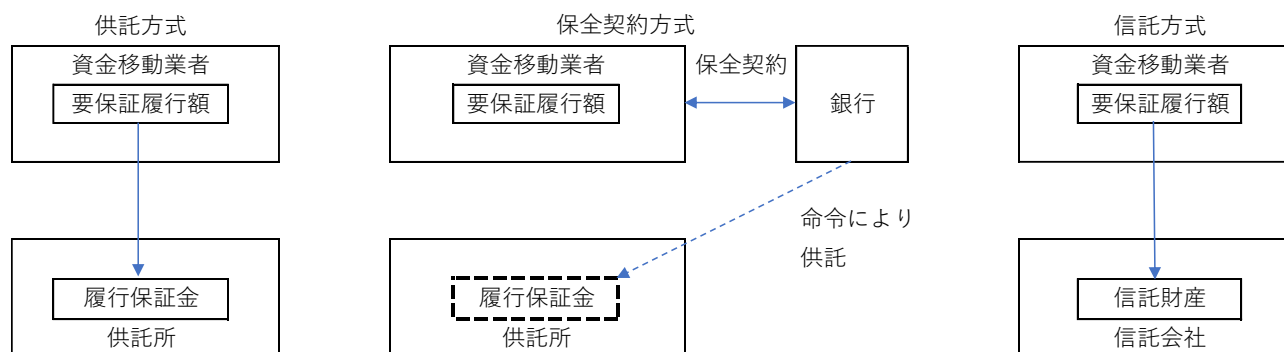 供託方式
資金移動業者
要保証履行額
履行保証金
供託所
保全契約方式
資金移動業者
要保証履行額
保全契約
銀行
命令により
供託
履行保証金
供託所
信託方式
資金移動業者
要保証履行額
信託財産
信託会社